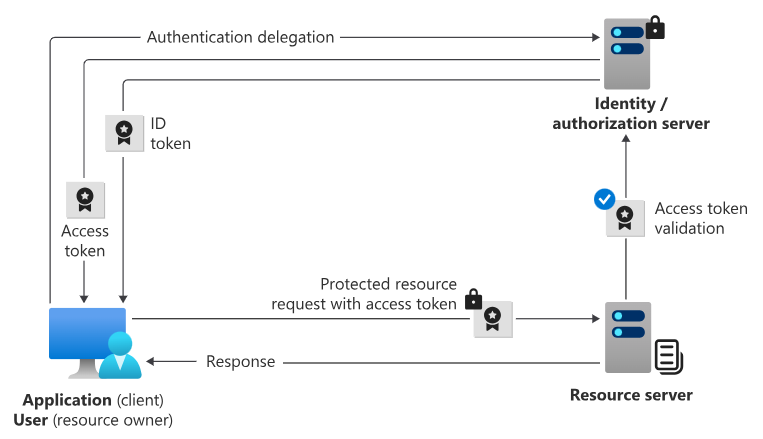 Authentication delegation
Identity /
authorization server
ID
token
Access
token
Access token
validation
Protected resource
request with access token
Response
Application (client)
User (resource owner)
Resource server